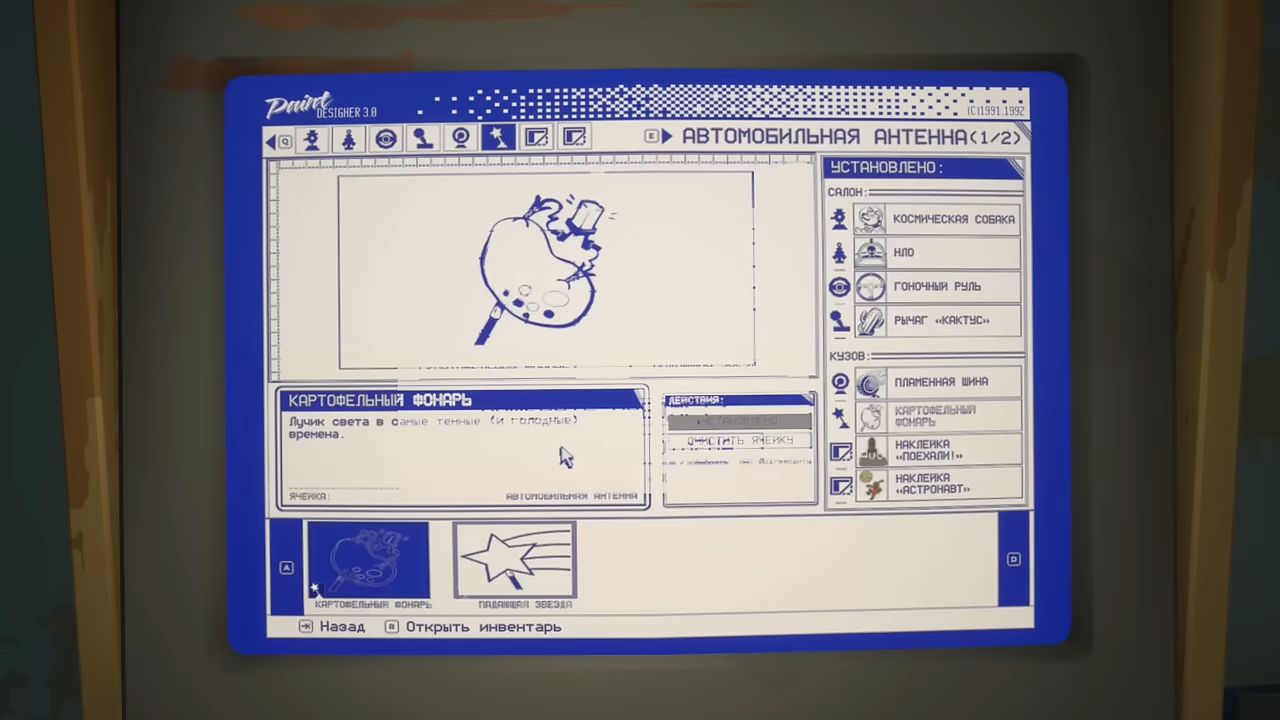 Paint
DESIGNER 3.0
(C)1991.1992
Q
E
АВТОМОБИЛЬНАЯ АНТЕННА(1/2)
УСТАНОВЛЕНО:
САЛОН:
КОСМИЧЕСКАЯ СОБАКА
НЛО
ГОНОЧНЫЙ РУЛЬ
РЫЧАГ «КАКТУС»
КУЗОВ:
ПЛАМЕННАЯ ШИНА
КАРТОФЕЛЬНЫЙ
ФОНАРЬ
НАКЛЕЙКА
«ПОЕХАЛИ!»
НАКЛЕЙКА
«АСТРОНАВТ»
КАРТОФЕЛЬНЫЙ ФОНАРЬ
Лучик света в самые темные (и голодные)
времена.
ЯЧЕЙКА:
АВТОМОБИЛЬНАЯ АНТЕННА
ДЕЙСТВИЯ:
УСТАНОВЛЕНО
ОЧИСТИТЬ ЯЧЕЙКУ
A
D
КАРТОФЕЛЬНЫЙ ФОНАРЬ
ПАДАЮЩАЯ ЗВЕЗДА
Назад
R
Открыть инвентарь